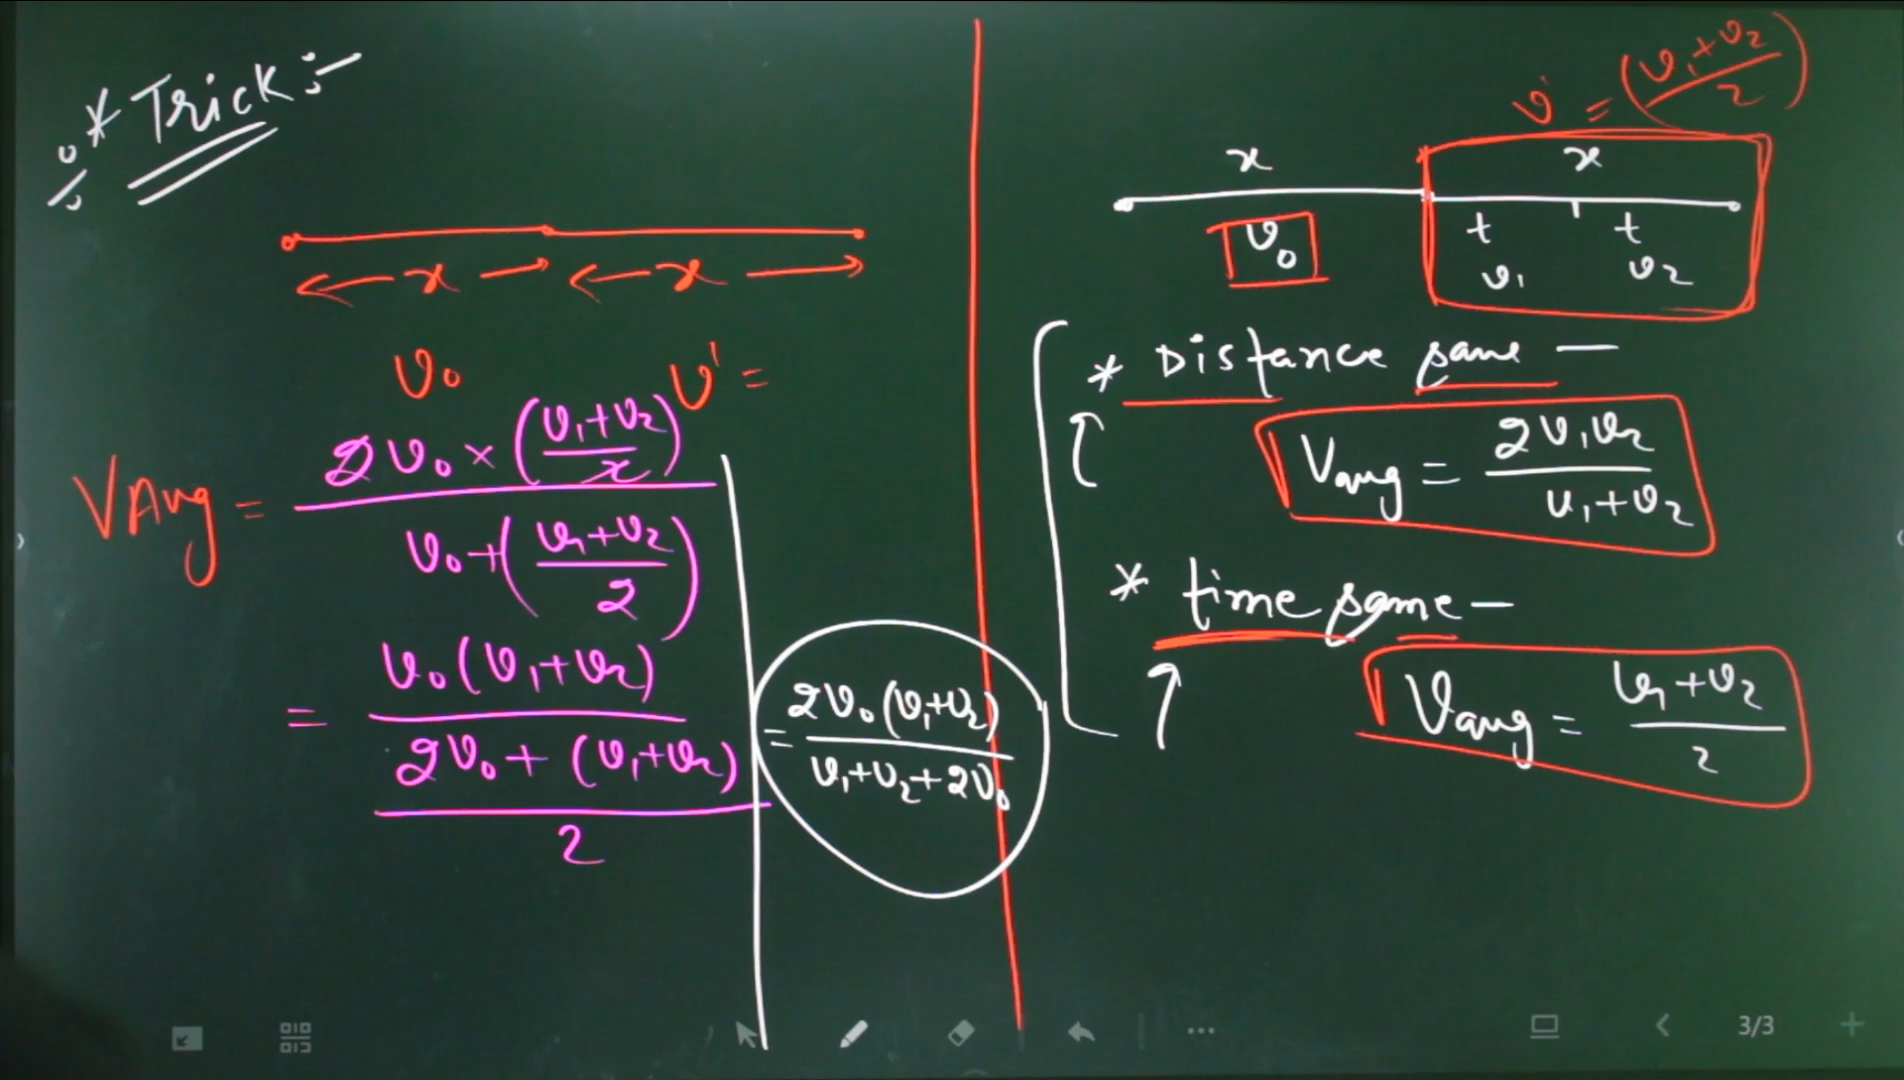 * Trick :-
x x
v₀ v' =
VAvg = 2v₀ × (v₁+v₂/2) / v₀+(v₁+v₂/2)
= v₀(v₁+v₂) / 2v₀+(v₁+v₂) / 2
= 2v₀(v₁+v₂) / v₁+v₂+2v₀
v' = (v₁+v₂/2)
x x
v₀ t t
v₁ v₂
* Distance same —
Vavg = 2v₁v₂ / v₁+v₂
* time same —
Vavg = v₁+v₂ / 2
3/3